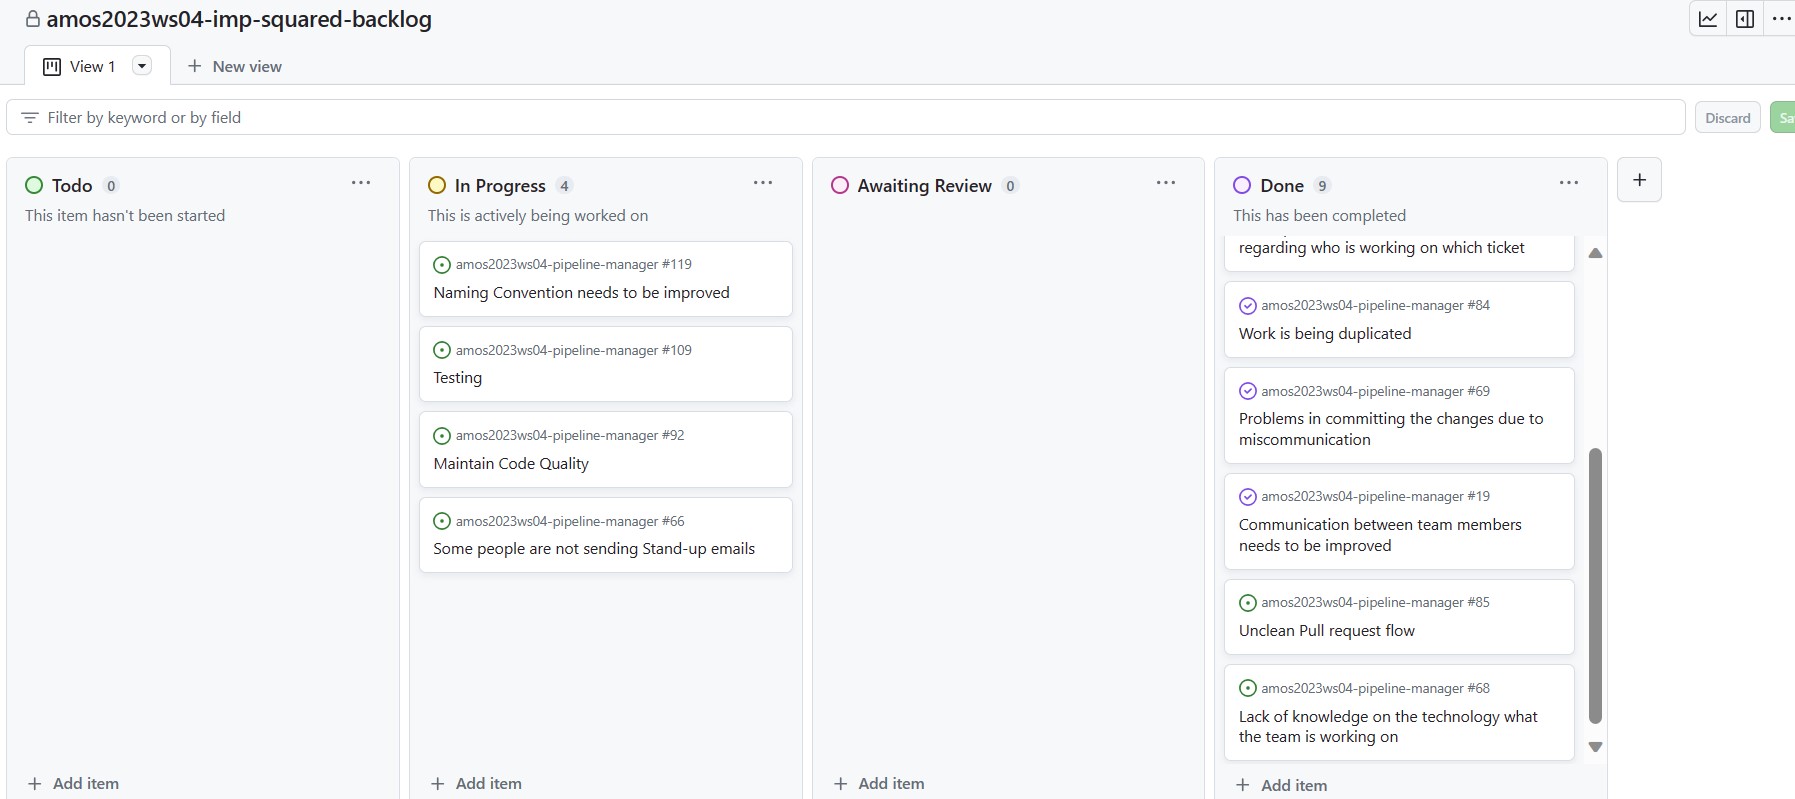 amos2023ws04-imp-squared-backlog
View 1
New view
Filter by keyword or by field
Discard
Todo 0
This item hasn't been started
Add item
In Progress 4
This is actively being worked on
amos2023ws04-pipeline-manager #119
Naming Convention needs to be improved
amos2023ws04-pipeline-manager #109
Testing
amos2023ws04-pipeline-manager #92
Maintain Code Quality
amos2023ws04-pipeline-manager #66
Some people are not sending Stand-up emails
Add item
Awaiting Review 0
Add item
Done 9
This has been completed
regarding who is working on which ticket
amos2023ws04-pipeline-manager #84
Work is being duplicated
amos2023ws04-pipeline-manager #69
Problems in committing the changes due to
miscommunication
amos2023ws04-pipeline-manager #19
Communication between team members
needs to be improved
amos2023ws04-pipeline-manager #85
Unclean Pull request flow
amos2023ws04-pipeline-manager #68
Lack of knowledge on the technology what
the team is working on
Add item